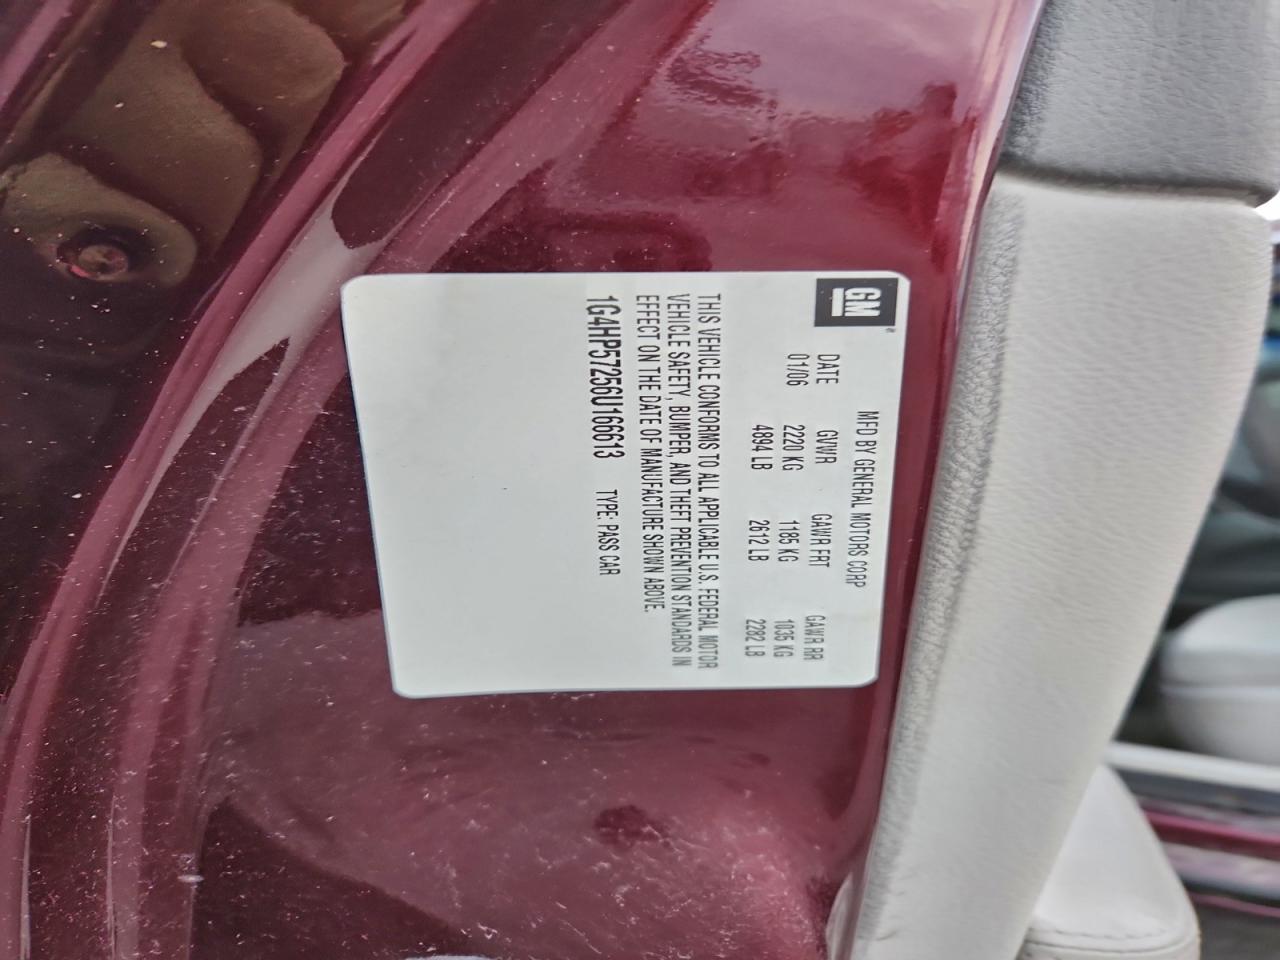 GM
MFD BY GENERAL MOTORS CORP
DATE GVWR GAWR FRT GAWR RR
01/06 2220 KG 1185 KG 1035 KG
4894 LB 2612 LB 2282 LB
THIS VEHICLE CONFORMS TO ALL APPLICABLE U.S. FEDERAL MOTOR
VEHICLE SAFETY, BUMPER, AND THEFT PREVENTION STANDARDS IN
EFFECT ON THE DATE OF MANUFACTURE SHOWN ABOVE.
1G4HP57256U166613 TYPE: PASS CAR